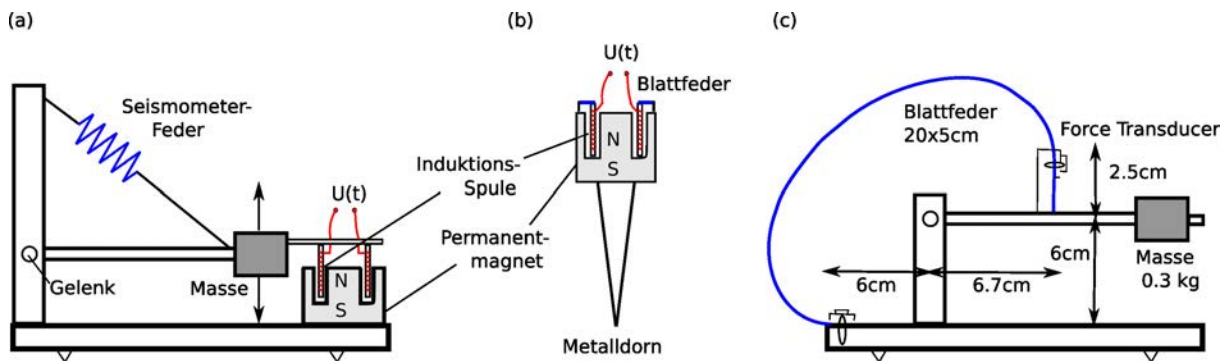 (a)
Seismometer-
Feder
U(t)
N
S
Gelenk
Masse
Induktions-
Spule
Permanent-
magnet
(b)
U(t)
Blattfeder
N
S
Metalldorn
(c)
Blattfeder
20x5cm
Force Transducer
2.5cm
6cm
6cm
6.7cm
Masse
0.3 kg